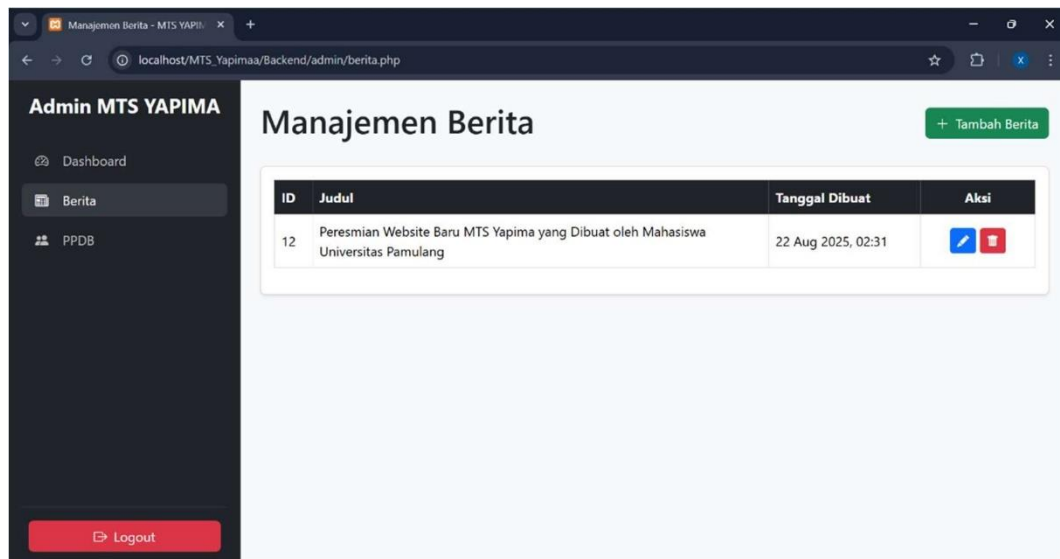 Manajemen Berita - MTS YAPIM
localhost/MTS_Yapimaa/Backend/admin/berita.php
X
Admin MTS YAPIMA
Dashboard
Berita
PPDB
Logout
Manajemen Berita
+ Tambah Berita
ID Judul Tanggal Dibuat Aksi
12 Peresmian Website Baru MTS Yapima yang Dibuat oleh Mahasiswa
Universitas Pamulang 22 Aug 2025, 02:31